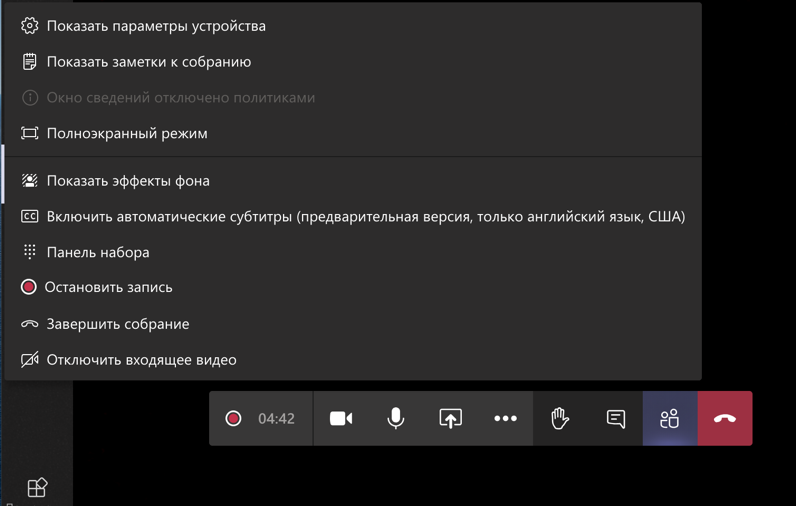 Показать параметры устройства
Показать заметки к собранию
Окно сведений отключено политиками
Полноэкранный режим
Показать эффекты фона
CC Включить автоматические субтитры (предварительная версия, только английский язык, США)
Панель набора
Остановить запись
Завершить собрание
Отключить входящее видео
04:42